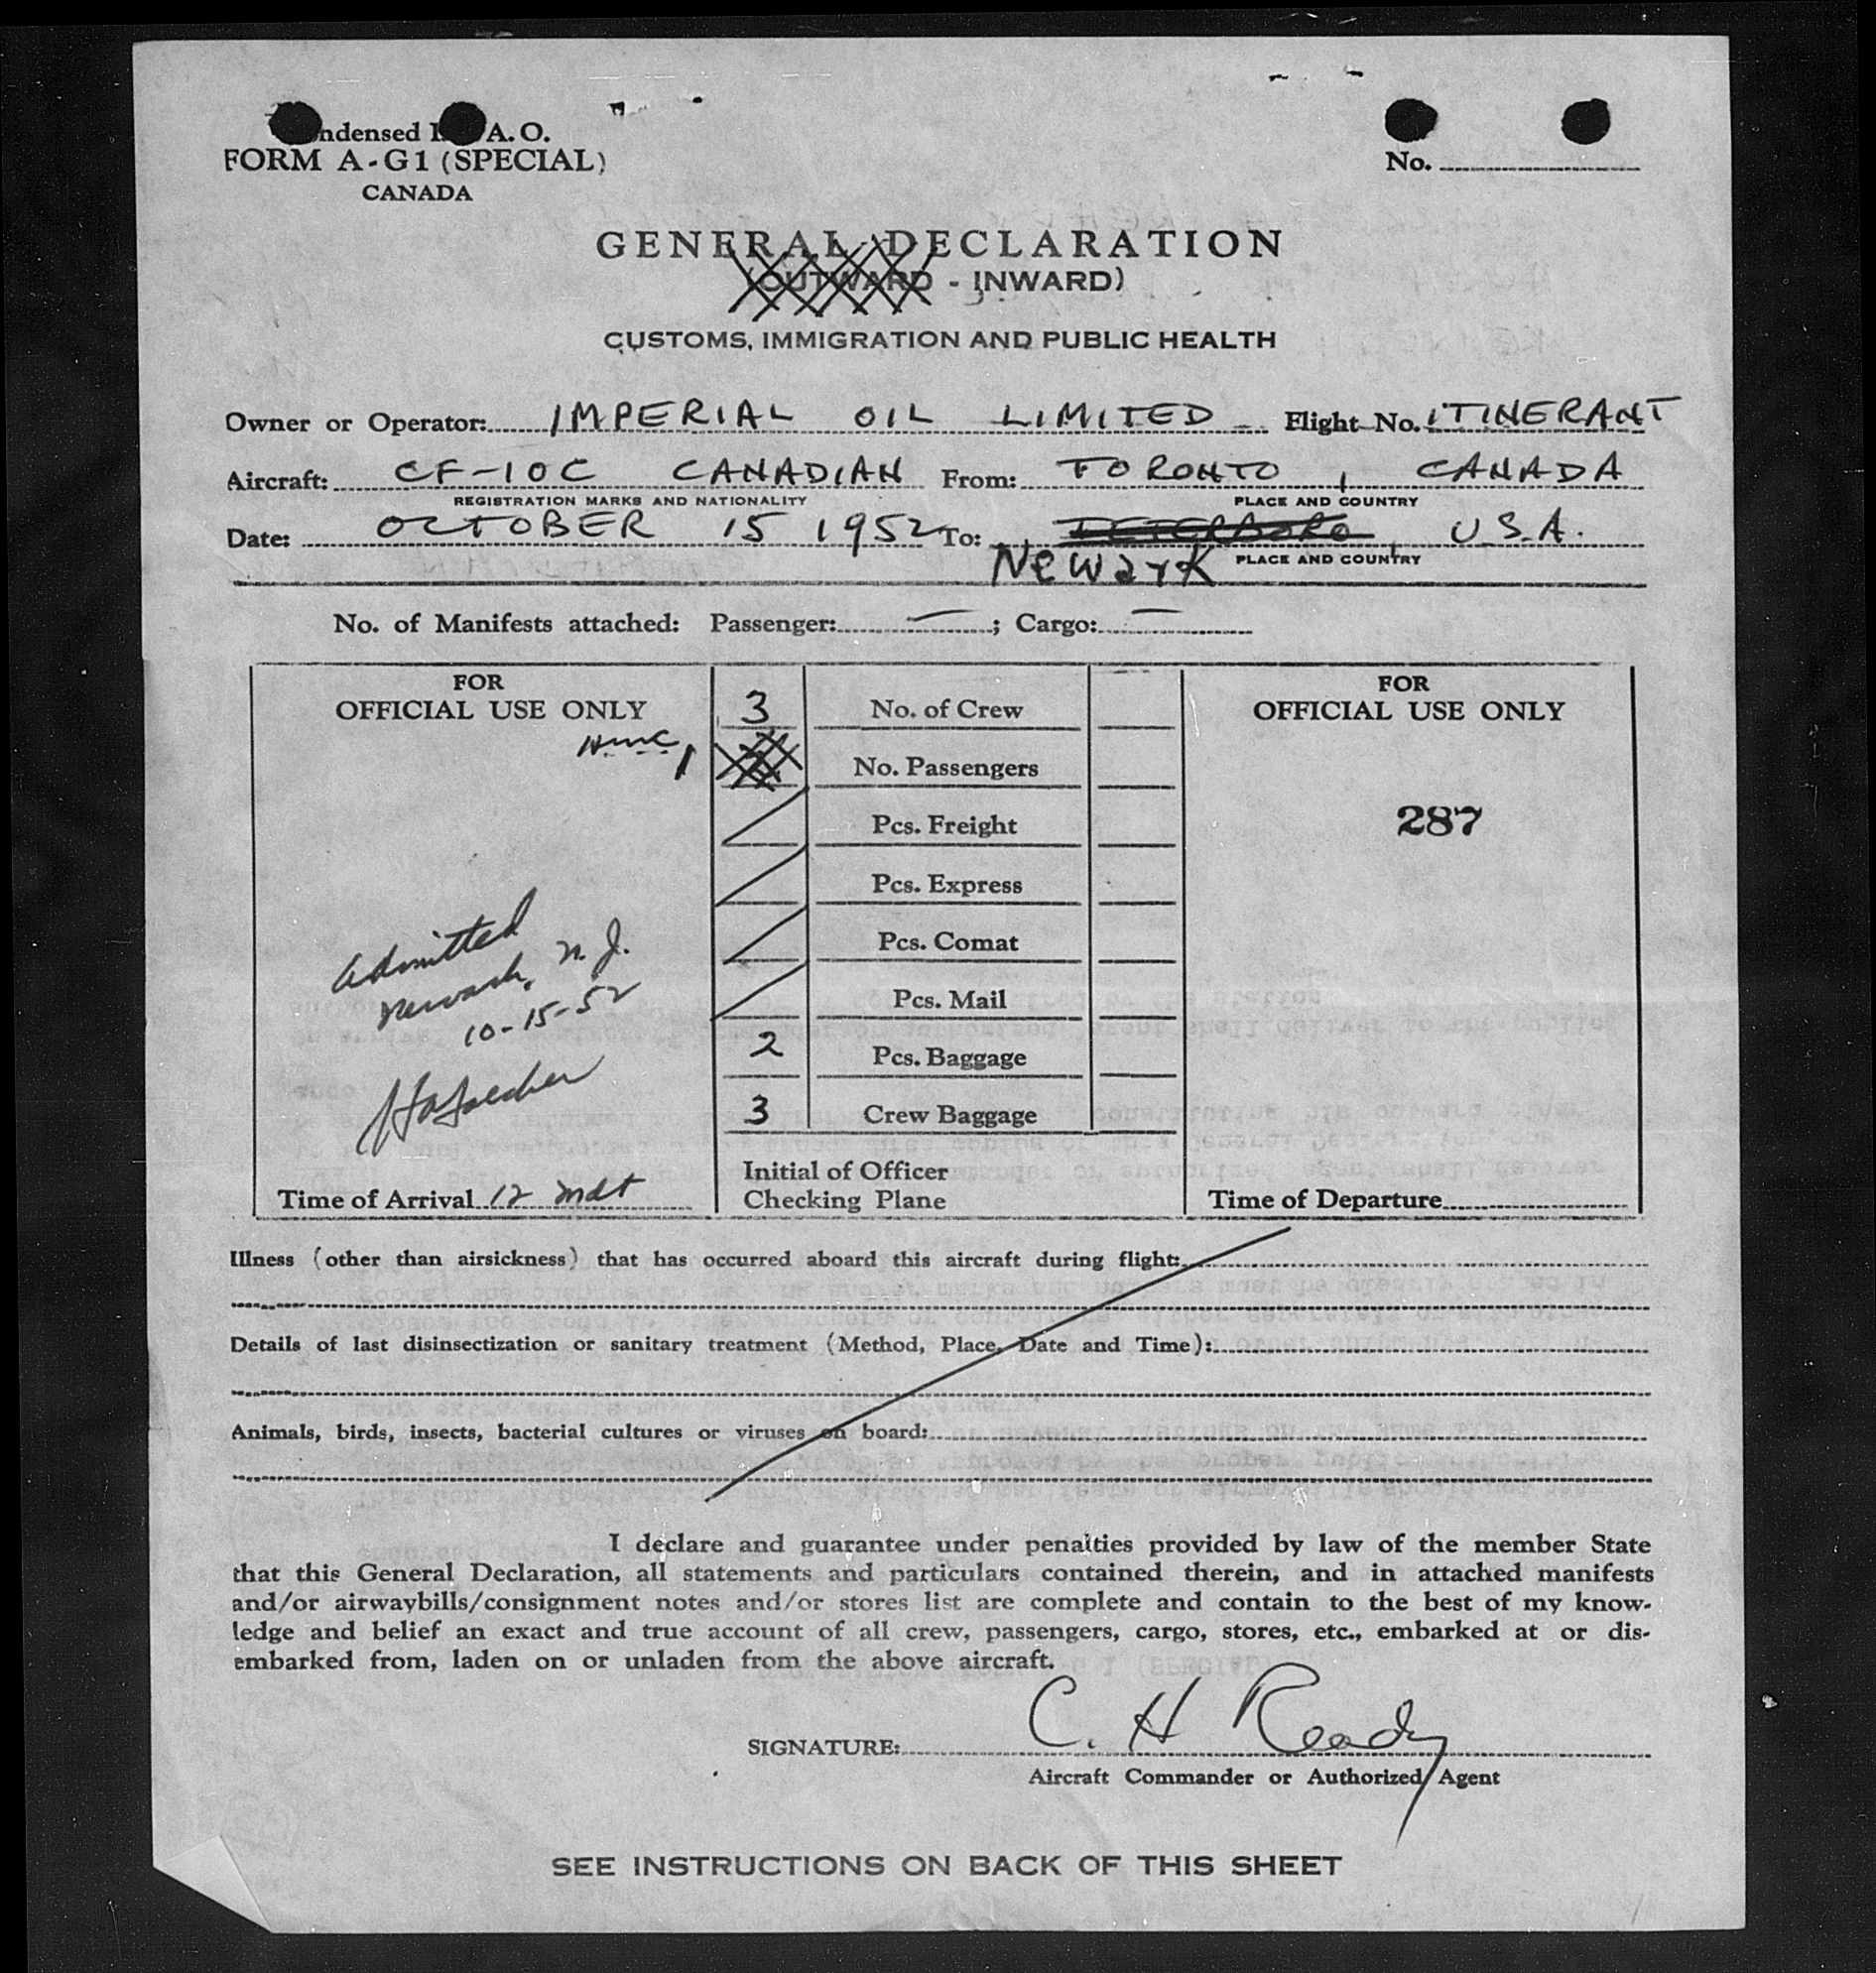 ndensed I A. O.
FORM A-G1 (SPECIAL)
CANADA
No.
GENERAL DECLARATION
(OUTWARD - INWARD)
CUSTOMS, IMMIGRATION AND PUBLIC HEALTH
Owner or Operator: IMPERIAL OIL LIMITED Flight No. ITINERANT
Aircraft: CF-IOC CANADIAN From: TORONTO, CANADA
REGISTRATION MARKS AND NATIONALITY PLACE AND COUNTRY
Date: OCTOBER 15 1952 To: TETERBORO, U.S.A.
Newark PLACE AND COUNTRY
No. of Manifests attached: Passenger: —; Cargo: —
FOR
OFFICIAL USE ONLY
3 No. of Crew
FOR
OFFICIAL USE ONLY
1 No. Passengers
Pcs. Freight
287
Pcs. Express
Pcs. Comat
Pcs. Mail
2 Pcs. Baggage
3 Crew Baggage
Admitted
Newark, N.J.
10-15-52
Time of Arrival 12 mdt
Initial of Officer
Checking Plane
Time of Departure
Illness (other than airsickness) that has occurred aboard this aircraft during flight:
Details of last disinsectization or sanitary treatment (Method, Place, Date and Time):
Animals, birds, insects, bacterial cultures or viruses on board:
I declare and guarantee under penalties provided by law of the member State
that this General Declaration, all statements and particulars contained therein, and in attached manifests
and/or airwaybills/consignment notes and/or stores list are complete and contain to the best of my know-
ledge and belief an exact and true account of all crew, passengers, cargo, stores, etc., embarked at or dis-
embarked from, laden on or unladen from the above aircraft.
SIGNATURE: C. H Ready
Aircraft Commander or Authorized Agent
SEE INSTRUCTIONS ON BACK OF THIS SHEET